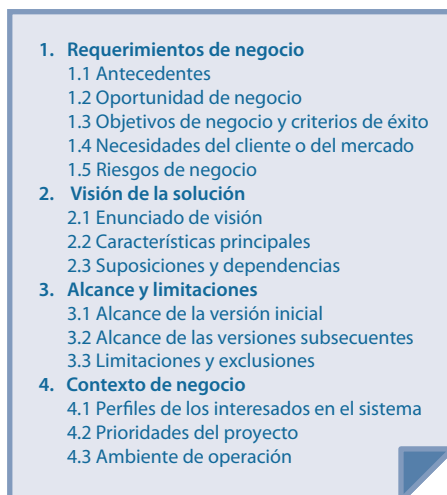 1. Requerimientos de negocio
1.1 Antecedentes
1.2 Oportunidad de negocio
1.3 Objetivos de negocio y criterios de éxito
1.4 Necesidades del cliente o del mercado
1.5 Riesgos de negocio
2. Visión de la solución
2.1 Enunciado de visión
2.2 Características principales
2.3 Suposiciones y dependencias
3. Alcance y limitaciones
3.1 Alcance de la versión inicial
3.2 Alcance de las versiones subsecuentes
3.3 Limitaciones y exclusiones
4. Contexto de negocio
4.1 Perfiles de los interesados en el sistema
4.2 Prioridades del proyecto
4.3 Ambiente de operación